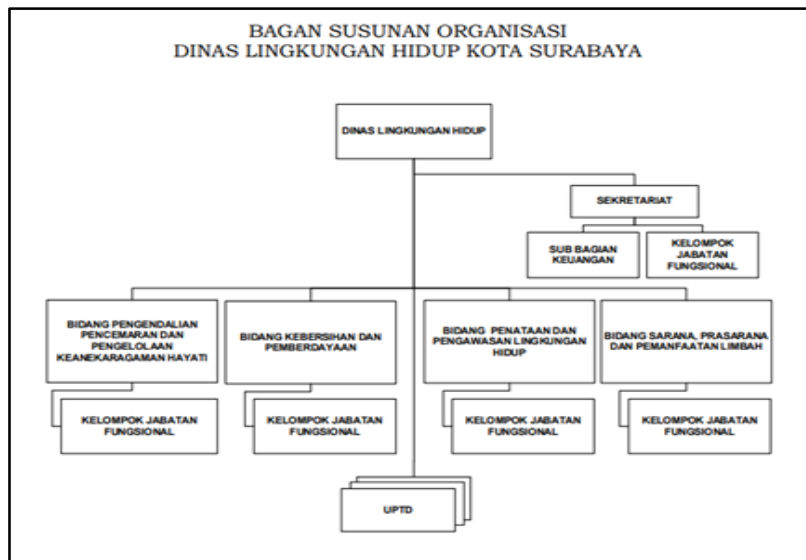 BAGAN SUSUNAN ORGANISASI
DINAS LINGKUNGAN HIDUP KOTA SURABAYA
DINAS LINGKUNGAN HIDUP
SEKRETARIAT
SUB BAGIAN
KEUANGAN
KELOMPOK
JABATAN
FUNGSIONAL
BIDANG PENGENDALIAN
PENCEMARAN DAN
PENGELOLAAN
KEANEKARAGAMAN HAYATI
BIDANG KEBERSIHAN DAN
PEMBERDAYAAN
BIDANG PENATAAN DAN
PENGAWASAN LINGKUNGAN
HIDUP
BIDANG SARANA, PRASARANA
DAN PEMANFAATAN LIMBAH
KELOMPOK JABATAN
FUNGSIONAL
KELOMPOK JABATAN
FUNGSIONAL
KELOMPOK JABATAN
FUNGSIONAL
KELOMPOK JABATAN
FUNGSIONAL
UPTD